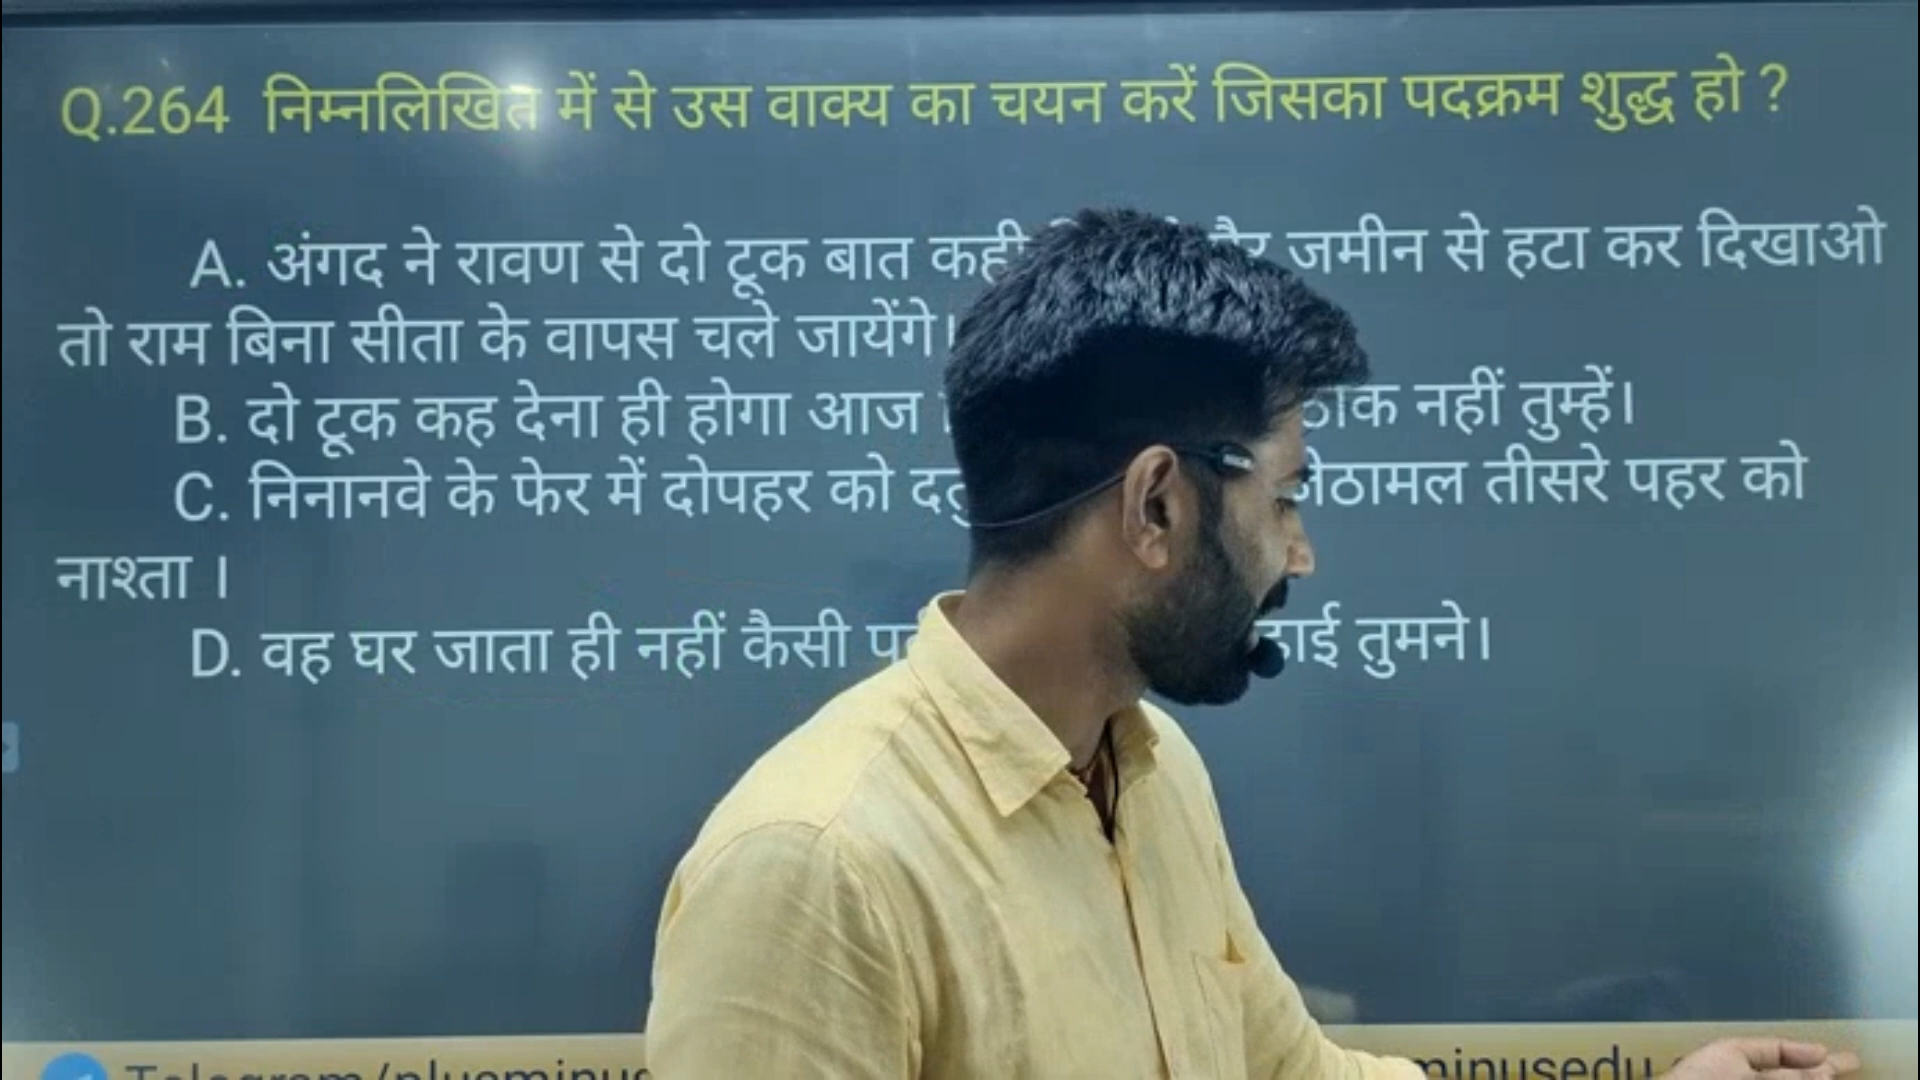 Q.264 निम्नलिखित में से उस वाक्य का चयन करें जिसका पदक्रम शुद्ध हो ?
A. अंगद ने रावण से दो टूक बात कही जमीन से हटा कर दिखाओ
तो राम बिना सीता के वापस चले जायेंगे।
B. दो टूक कह देना ही होगा आज नहीं तुम्हें।
C. निनानवे के फेर में दोपहर को तीसरे पहर को
नाश्ता ।
D. वह घर जाता ही नहीं कैसी तुमने।